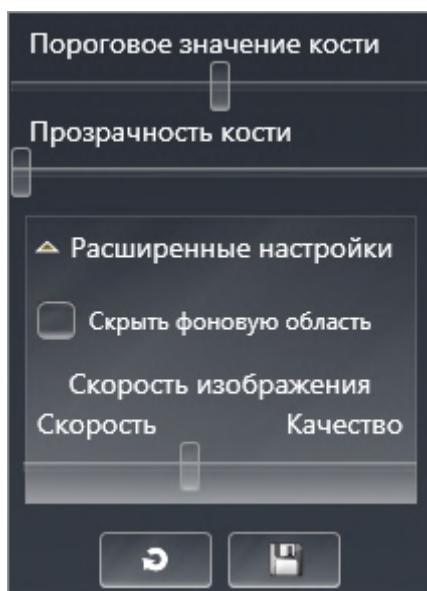 Пороговое значение кости
Прозрачность кости
Расширенные настройки
Скрыть фоновую область
Скорость изображения
Скорость Качество